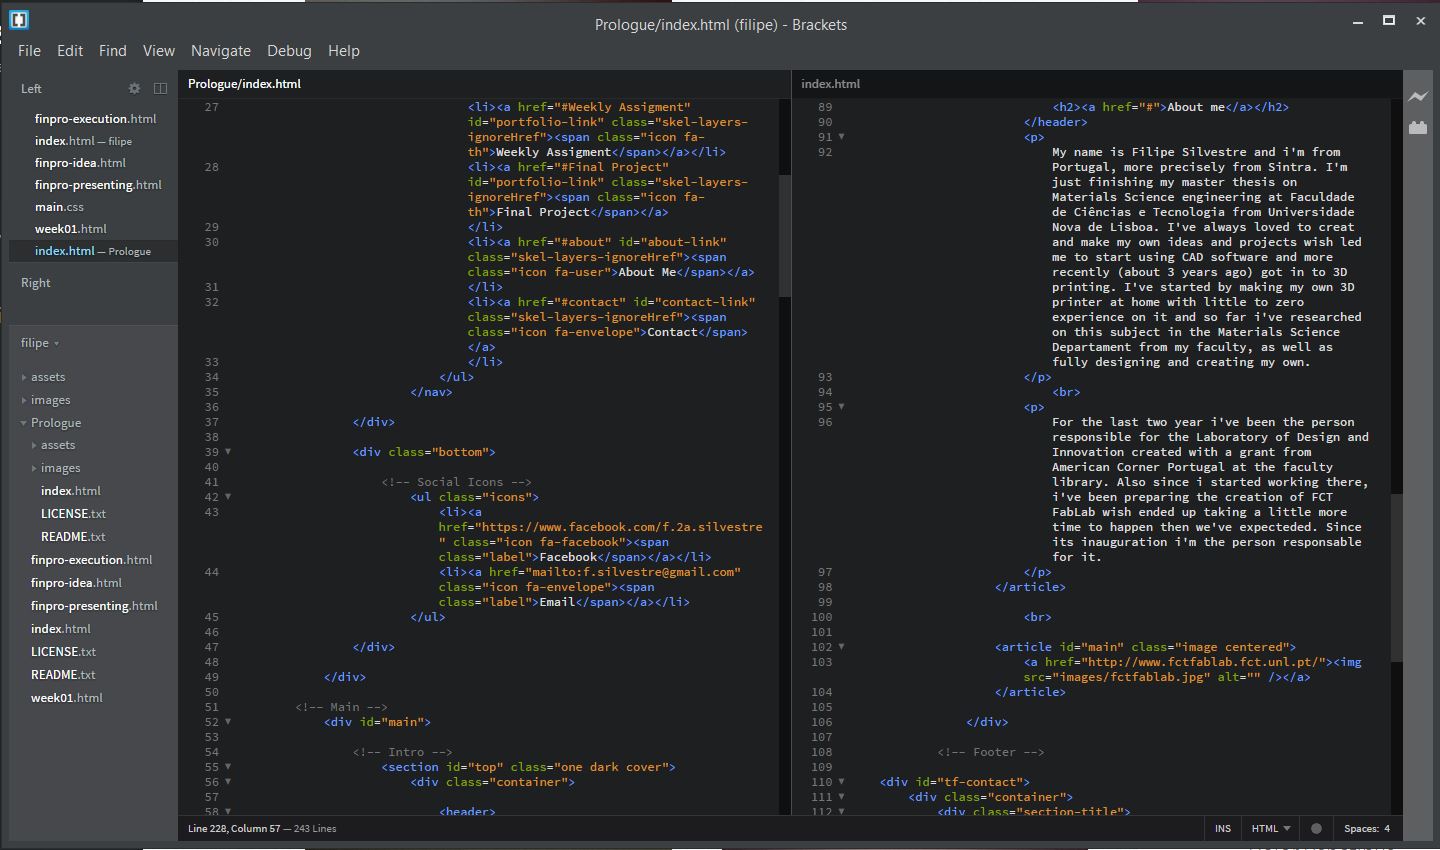 Prologue/index.html (filipe) - Brackets
File Edit Find View Navigate Debug Help
Left
finpro-execution.html
index.html — filipe
finpro-idea.html
finpro-presenting.html
main.css
week01.html
index.html — Prologue
Right
filipe
assets
images
Prologue
assets
images
index.html
LICENSE.txt
README.txt
finpro-execution.html
finpro-idea.html
finpro-presenting.html
index.html
LICENSE.txt
README.txt
week01.html
Prologue/index.html
27 <li><a href="#Weekly Assigment"
id="portfolio-link" class="skel-layers-
ignoreHref"><span class="icon fa-
th">Weekly Assigment</span></a></li>
28 <li><a href="#Final Project"
id="portfolio-link" class="skel-layers-
ignoreHref"><span class="icon fa-
th">Final Project</span></a>
29 </li>
30 <li><a href="#about" id="about-link"
class="skel-layers-ignoreHref"><span
class="icon fa-user">About Me</span></a>
31 </li>
32 <li><a href="#contact" id="contact-link"
class="skel-layers-ignoreHref"><span
class="icon fa-envelope">Contact</span>
</a>
33 </li>
34 </ul>
35 </nav>
36
37 </div>
38
39 <div class="bottom">
40
41 <!-- Social Icons -->
42 <ul class="icons">
43 <li><a
href="https://www.facebook.com/f.2a.silvestre
" class="icon fa-facebook"><span
class="label">Facebook</span></a></li>
44 <li><a href="mailto:f.silvestre@gmail.com"
class="icon fa-envelope"><span
class="label">Email</span></a></li>
45 </ul>
46
47 </div>
48
49 </div>
50
51 <!-- Main -->
52 <div id="main">
53
54 <!-- Intro -->
55 <section id="top" class="one dark cover">
56 <div class="container">
57
58 <header>
index.html
89 <h2><a href="#">About me</a></h2>
90 </header>
91 <p>
92 My name is Filipe Silvestre and i'm from
Portugal, more precisely from Sintra. I'm
just finishing my master thesis on
Materials Science engineering at Faculdade
de Ciências e Tecnologia from Universidade
Nova de Lisboa. I've always loved to creat
and make my own ideas and projects wish led
me to start using CAD software and more
recently (about 3 years ago) got in to 3D
printing. I've started by making my own 3D
printer at home with little to zero
experience on it and so far i've researched
on this subject in the Materials Science
Departament from my faculty, as well as
fully designing and creating my own.
93 </p>
94 <br>
95 <p>
96 For the last two year i've been the person
responsible for the Laboratory of Design and
Innovation created with a grant from
American Corner Portugal at the faculty
library. Also since i started working there,
i've been preparing the creation of FCT
FabLab wish ended up taking a little more
time to happen then we've expecteded. Since
its inauguration i'm the person responsable
for it.
97 </p>
98 </article>
99
100 <br>
101
102 <article id="main" class="image centered">
103 <a href="http://www.fctfablab.fct.unl.pt/"><img
src="images/fctfablab.jpg" alt="" /></a>
104 </article>
105
106 </div>
107
108 <!-- Footer -->
109
110 <div id="tf-contact">
111 <div class="container">
112 <div class="section-title">
Line 228, Column 57 — 243 Lines
INS HTML Spaces: 4